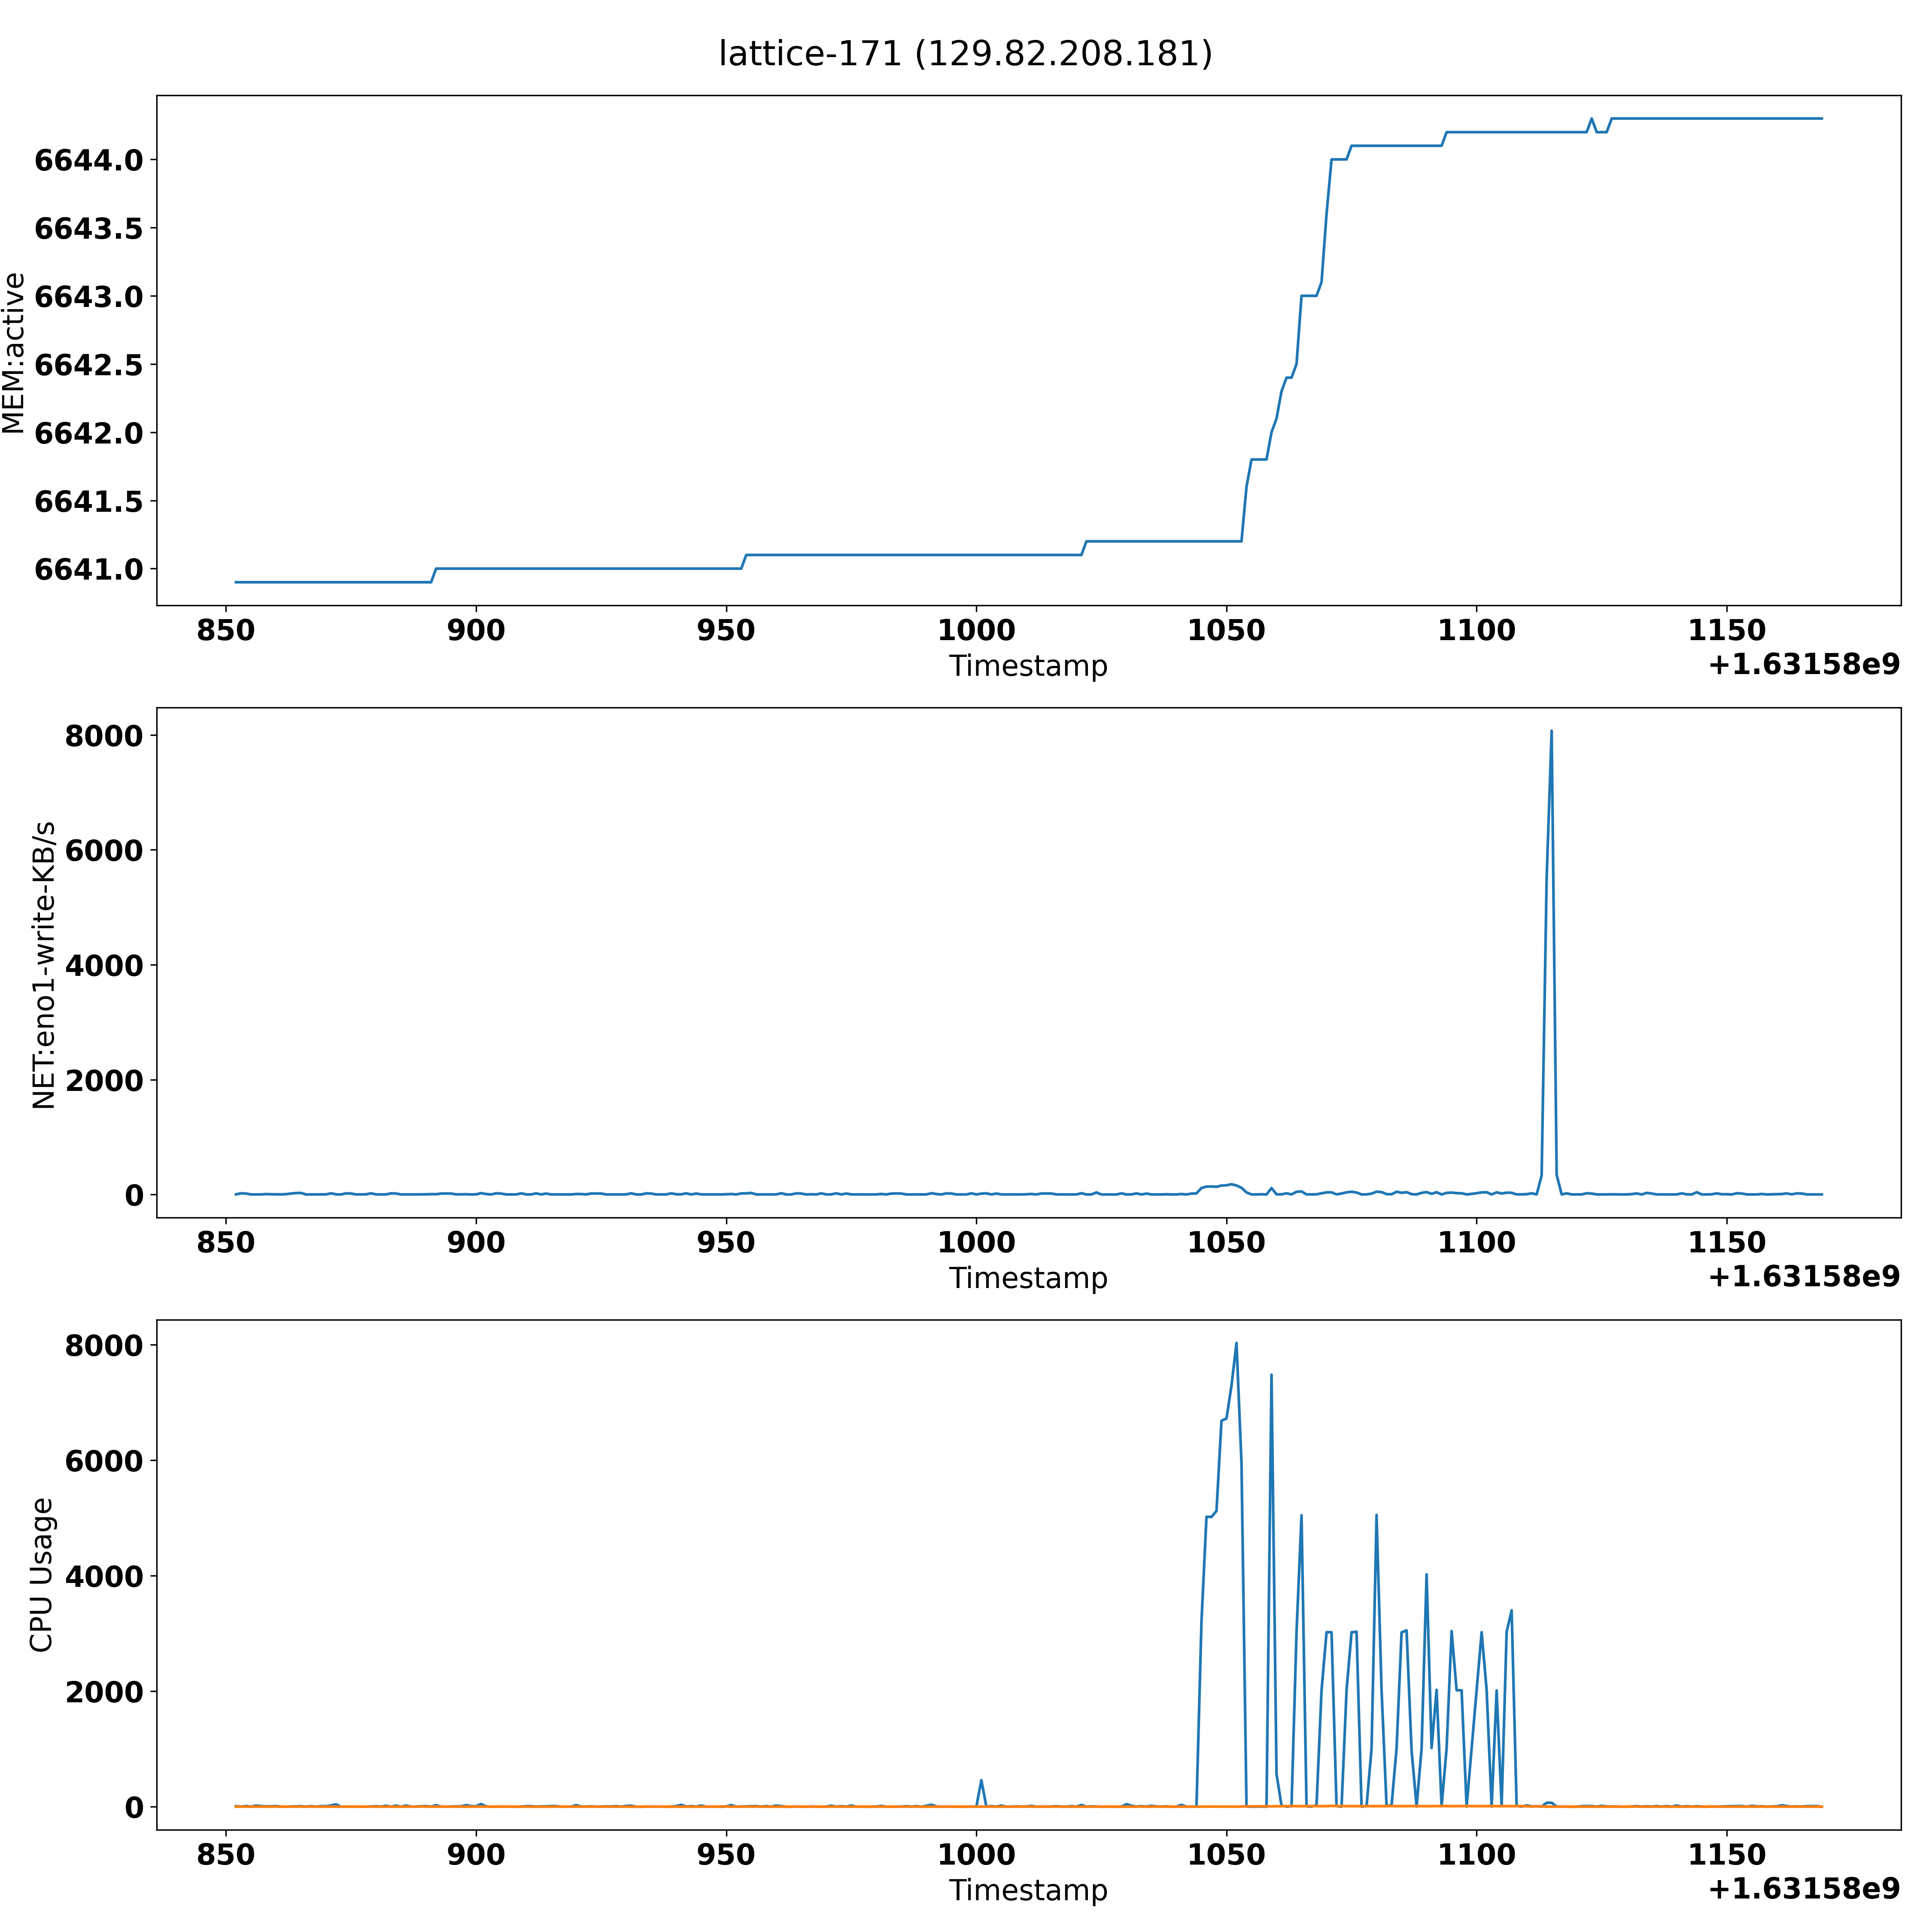 lattice-171 (129.82.208.181)
MEM:active
6644.0
6643.5
6643.0
6642.5
6642.0
6641.5
6641.0
850 900 950 1000 1050 1100 1150
Timestamp
+1.63158e9
NET:eno1-write-KB/s
8000
6000
4000
2000
0
850 900 950 1000 1050 1100 1150
Timestamp
+1.63158e9
CPU Usage
8000
6000
4000
2000
0
850 900 950 1000 1050 1100 1150
Timestamp
+1.63158e9